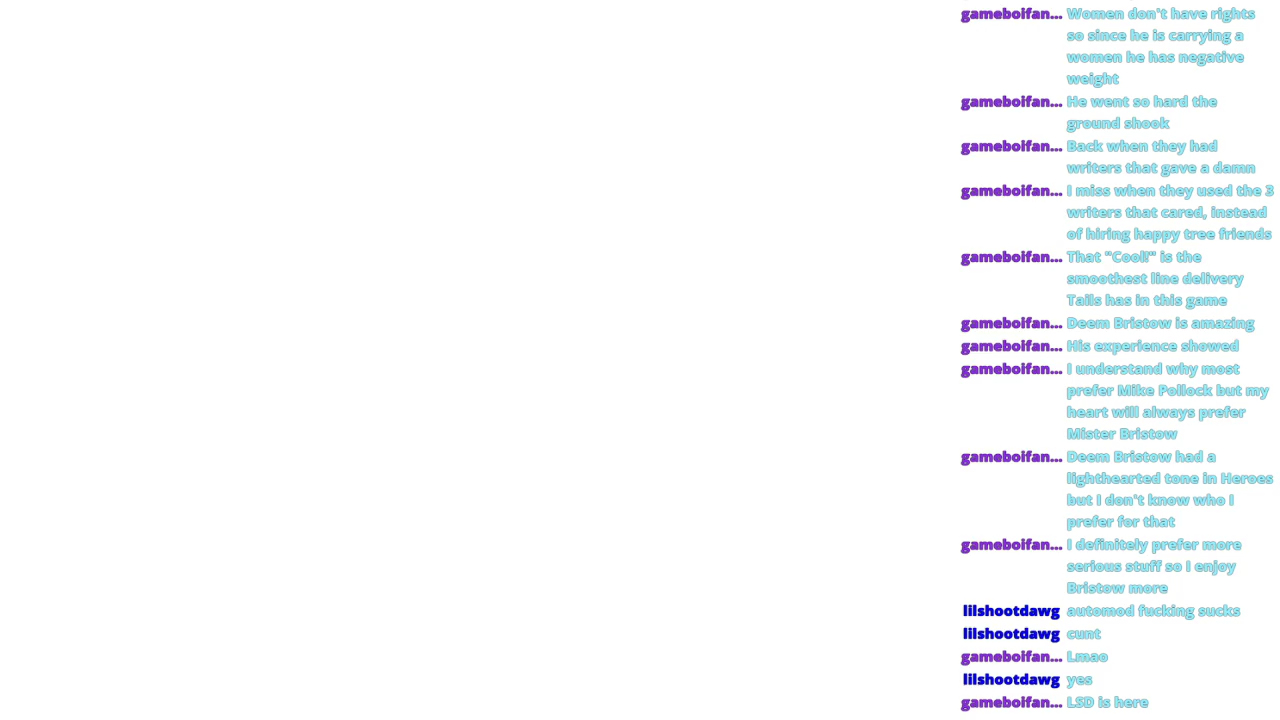 gameboifan... Women don't have rights
so since he is carrying a
women he has negative
weight
gameboifan... He went so hard the
ground shook
gameboifan... Back when they had
writers that gave a damn
gameboifan... I miss when they used the 3
writers that cared, instead
of hiring happy tree friends
gameboifan... That "Cool!" is the
smoothest line delivery
Tails has in this game
gameboifan... Deem Bristow is amazing
gameboifan... His experience showed
gameboifan... I understand why most
prefer Mike Pollock but my
heart will always prefer
Mister Bristow
gameboifan... Deem Bristow had a
lighthearted tone in Heroes
but I don't know who I
prefer for that
gameboifan... I definitely prefer more
serious stuff so I enjoy
Bristow more
lilshootdawg automod fucking sucks
lilshootdawg cunt
gameboifan... Lmao
lilshootdawg yes
gameboifan... LSD is here